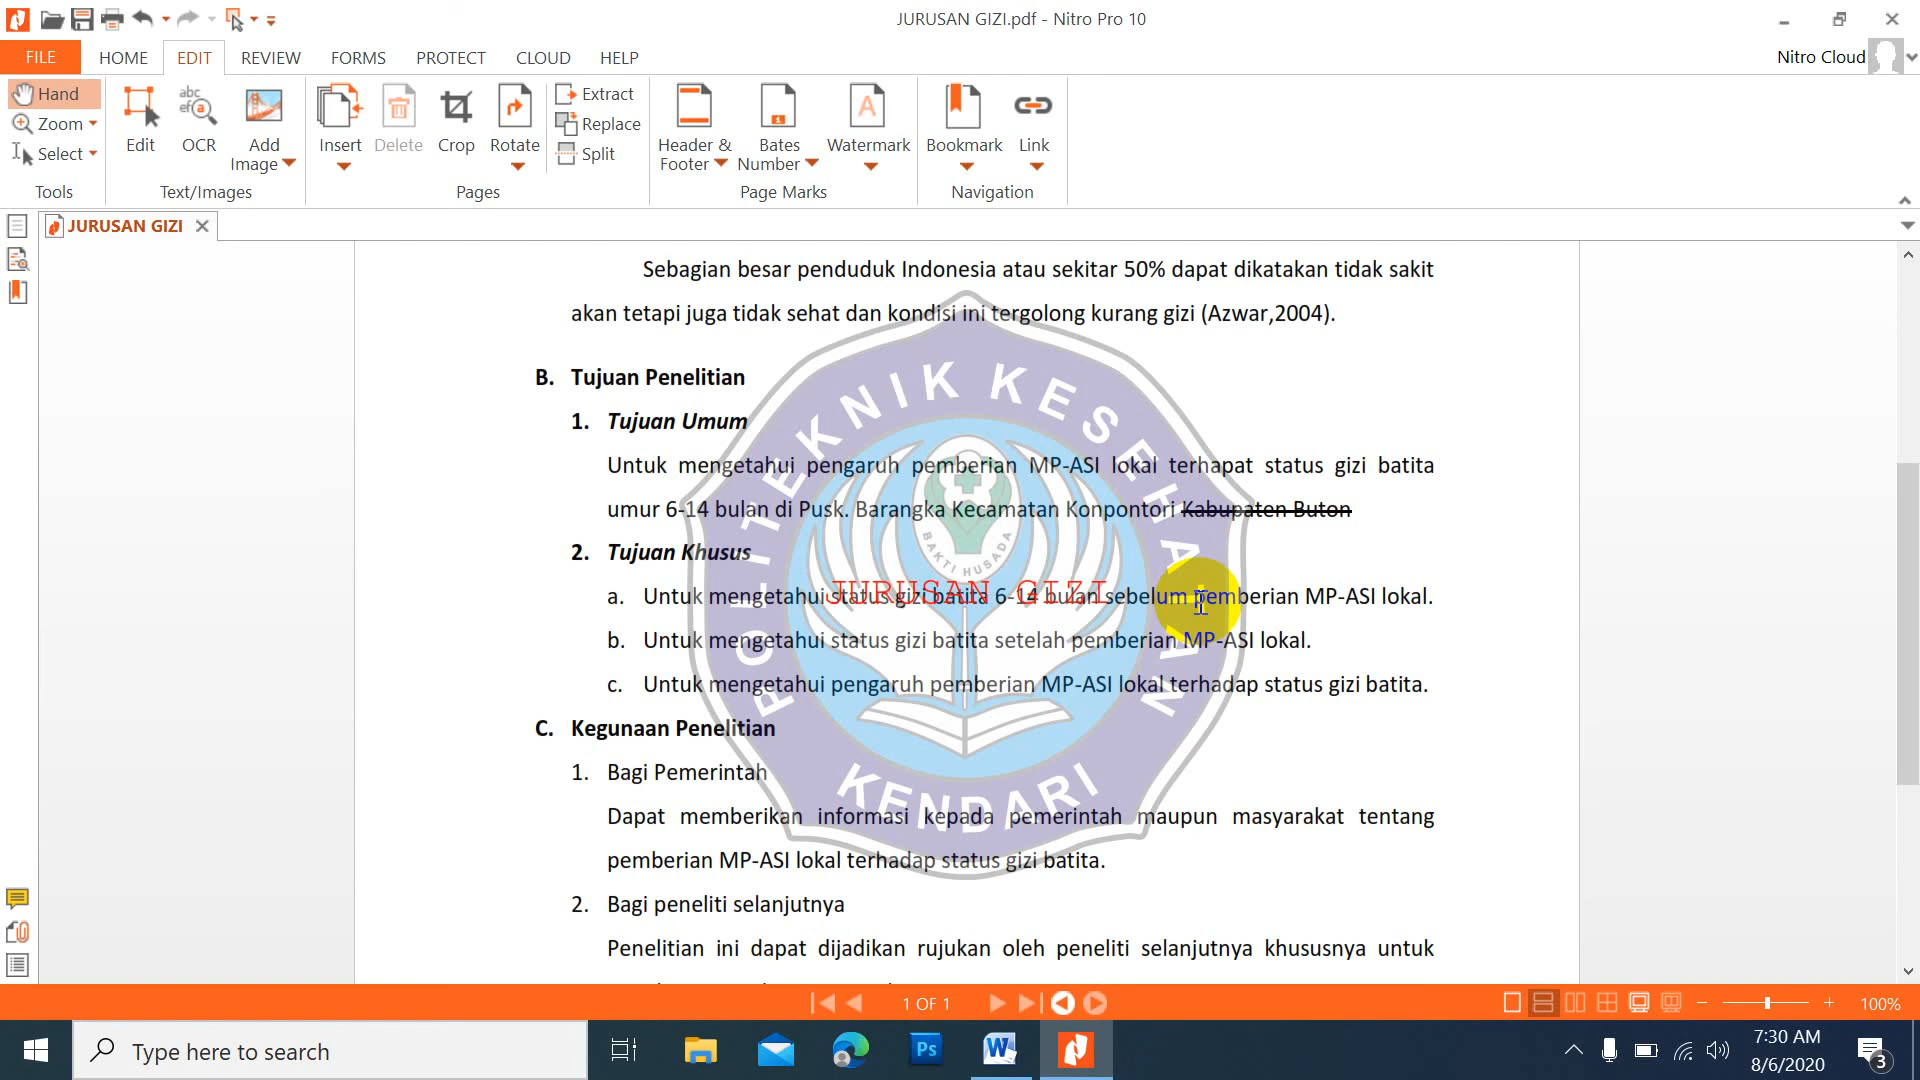 JURUSAN GIZI.pdf - Nitro Pro 10
FILE HOME EDIT REVIEW FORMS PROTECT CLOUD HELP
Nitro Cloud
Hand
Zoom
Select
Tools
Edit
OCR
Add Image
Text/Images
Insert
Delete
Crop
Rotate
Extract
Replace
Split
Pages
Header & Footer
Bates Number
Watermark
Page Marks
Bookmark
Link
Navigation
JURUSAN GIZI
Sebagian besar penduduk Indonesia atau sekitar 50% dapat dikatakan tidak sakit
akan tetapi juga tidak sehat dan kondisi ini tergolong kurang gizi (Azwar,2004).
B. Tujuan Penelitian
1. Tujuan Umum
Untuk mengetahui pengaruh pemberian MP-ASI lokal terhapat status gizi batita
umur 6-14 bulan di Pusk. Barangka Kecamatan Konpontori Kabupaten Buton
2. Tujuan Khusus
a. Untuk mengetahui status gizi batita 6-14 bulan sebelum pemberian MP-ASI lokal.
b. Untuk mengetahui status gizi batita setelah pemberian MP-ASI lokal.
c. Untuk mengetahui pengaruh pemberian MP-ASI lokal terhadap status gizi batita.
C. Kegunaan Penelitian
1. Bagi Pemerintah
Dapat memberikan informasi kepada pemerintah maupun masyarakat tentang
pemberian MP-ASI lokal terhadap status gizi batita.
2. Bagi peneliti selanjutnya
Penelitian ini dapat dijadikan rujukan oleh peneliti selanjutnya khususnya untuk
POLITEKNIK KESEHATAN
KENDARI
BAKTI HUSADA
JURUSAN GIZI
1 OF 1
100%
Type here to search
Ps
W
7:30 AM
8/6/2020
3